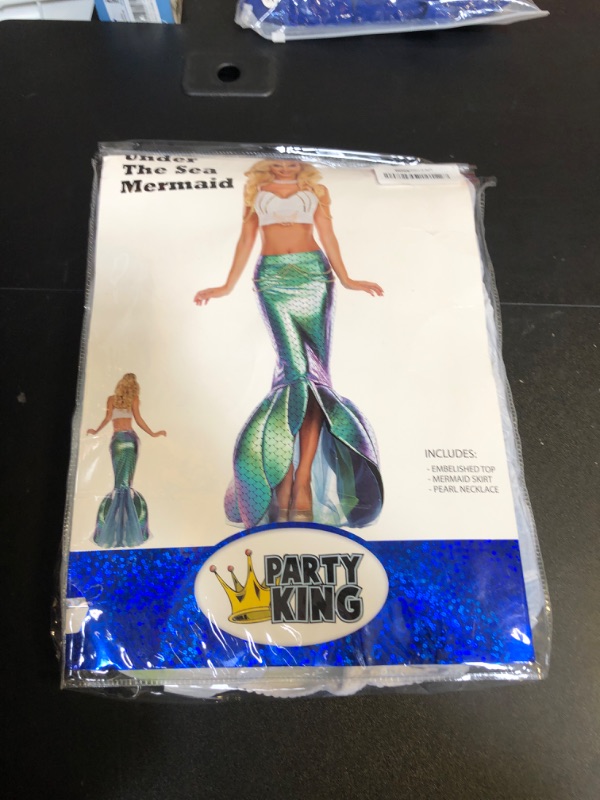 Under
The Sea
Mermaid
INCLUDES:
- EMBELISHED TOP
- MERMAID SKIRT
- PEARL NECKLACE
PARTY
KING